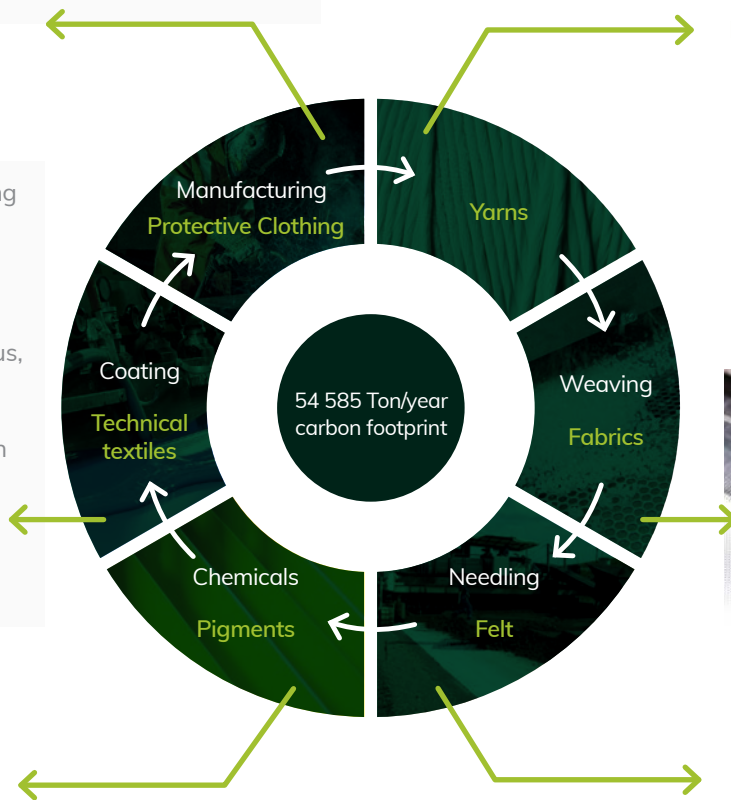 Manufacturing
Protective Clothing
Yarns
Coating
Technical
textiles
54 585 Ton/year
carbon footprint
Weaving
Fabrics
Chemicals
Pigments
Needling
Felt